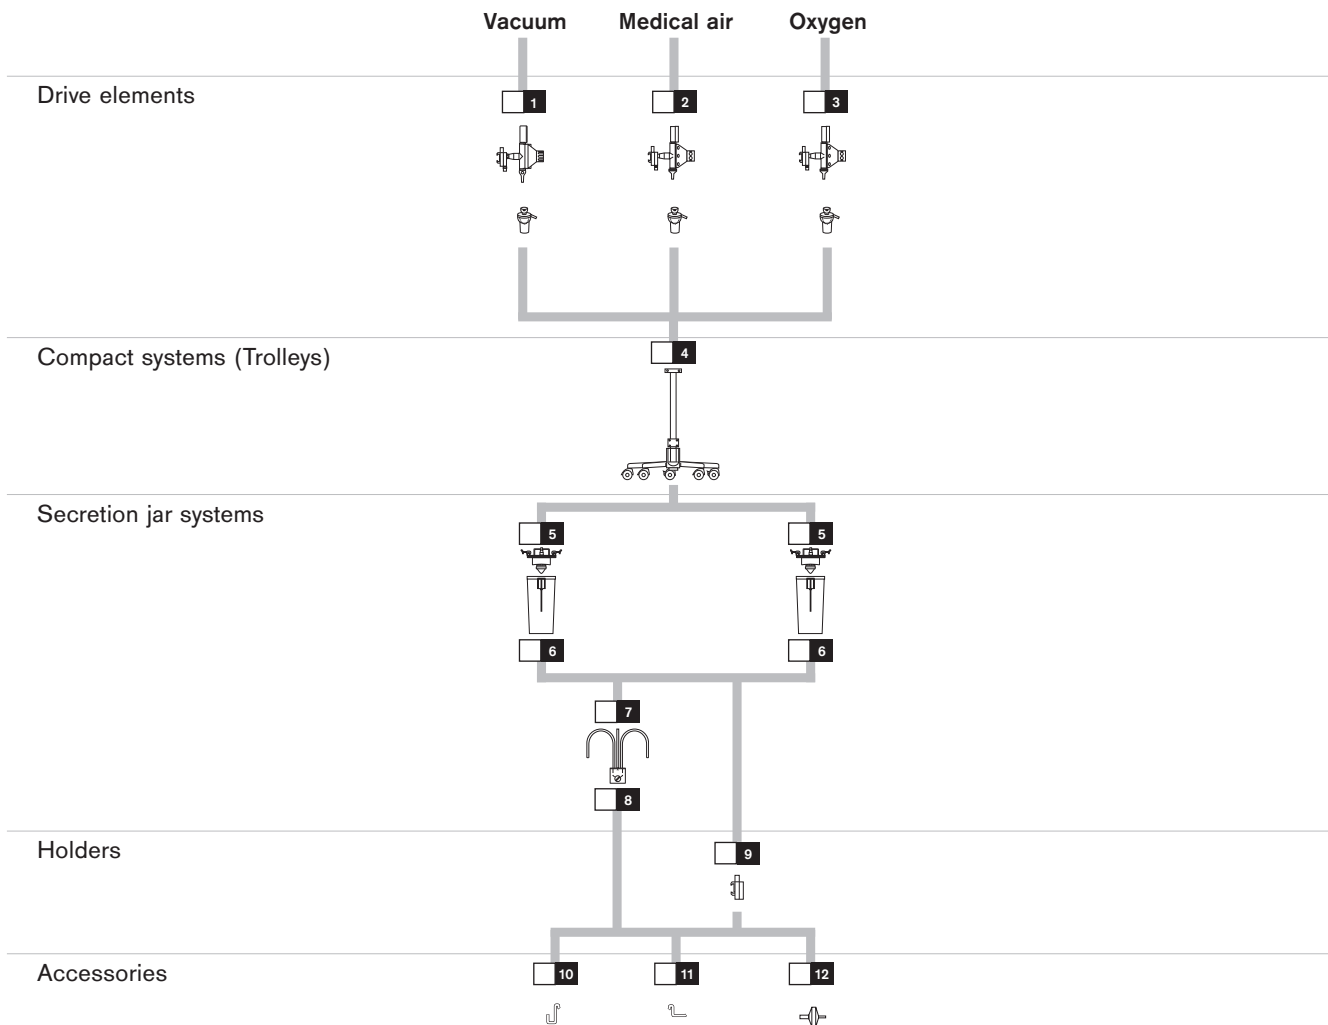 Vacuum Medical air Oxygen
Drive elements
1 2 3
Compact systems (Trolleys)
4
Secretion jar systems
5 5
6 6
7
8
Holders
9
Accessories
10 11 12